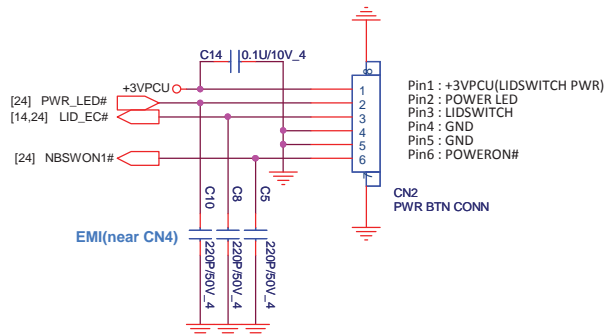 C14 0.1U/10V_4
+3VPCU
[24] PWR_LED#
[14,24] LID_EC#
[24] NBSWON1#
8
1
2
3
4
5
6
7
CN2
PWR BTN CONN
Pin1 : +3VPCU(LIDSWITCH PWR)
Pin2 : POWER LED
Pin3 : LIDSWITCH
Pin4 : GND
Pin5 : GND
Pin6 : POWERON#
EMI(near CN4)
C10
C8
C5
220P/50V_4
220P/50V_4
220P/50V_4